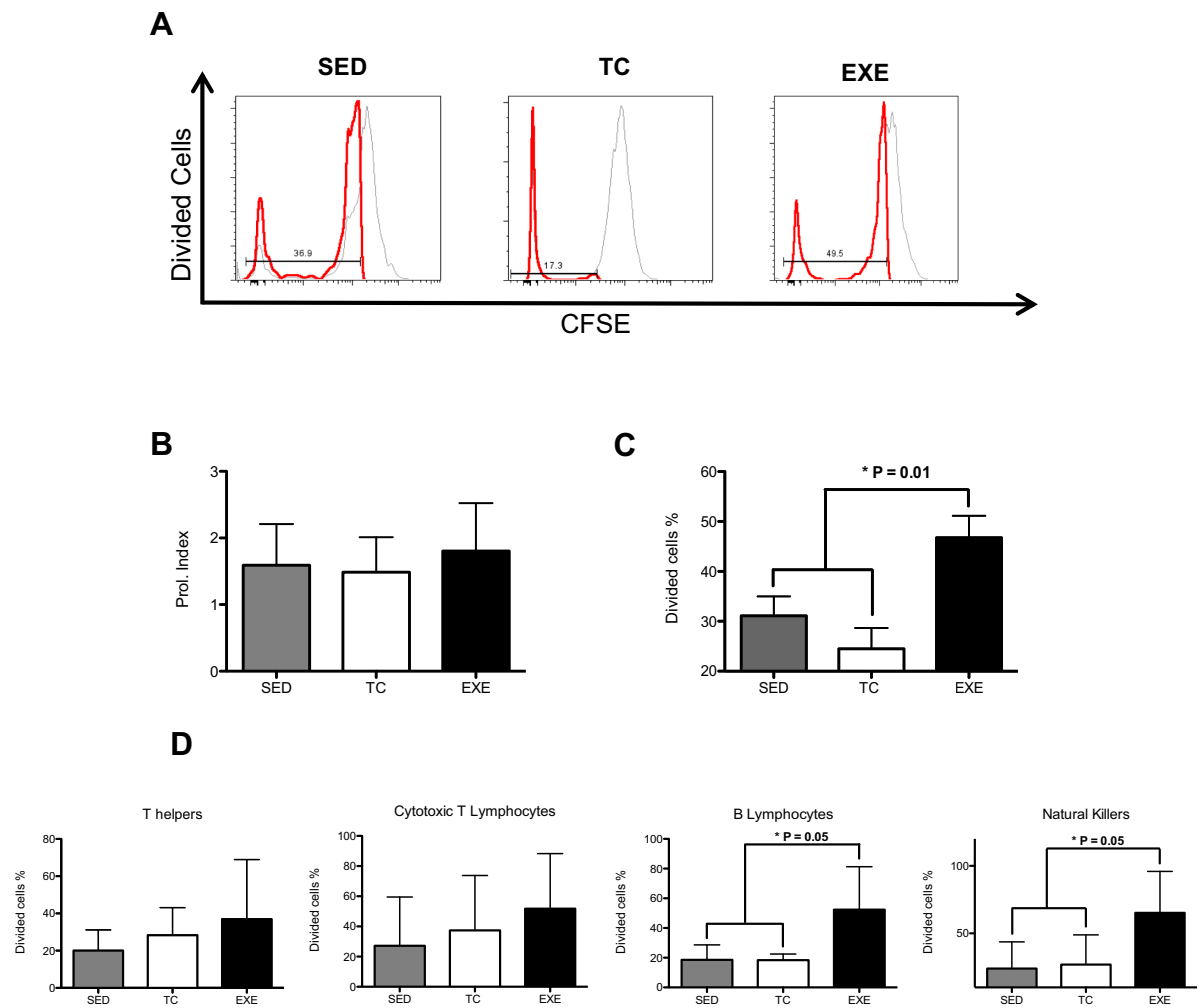 A
SED TC EXE
Divided Cells
36.9 17.3 49.5
CFSE
B
Prol. Index
3
2
1
0
SED TC EXE
C
Divided cells %
60
50
40
30
20
* P = 0.01
SED TC EXE
D
T helpers
Divided cells %
80
60
40
20
0
SED TC EXE
Cytotoxic T Lymphocytes
Divided cells %
100
80
60
40
20
0
SED TC EXE
B Lymphocytes
Divided cells %
100
80
60
40
20
0
* P = 0.05
SED TC EXE
Natural Killers
Divided cells %
100
50
* P = 0.05
SED TC EXE